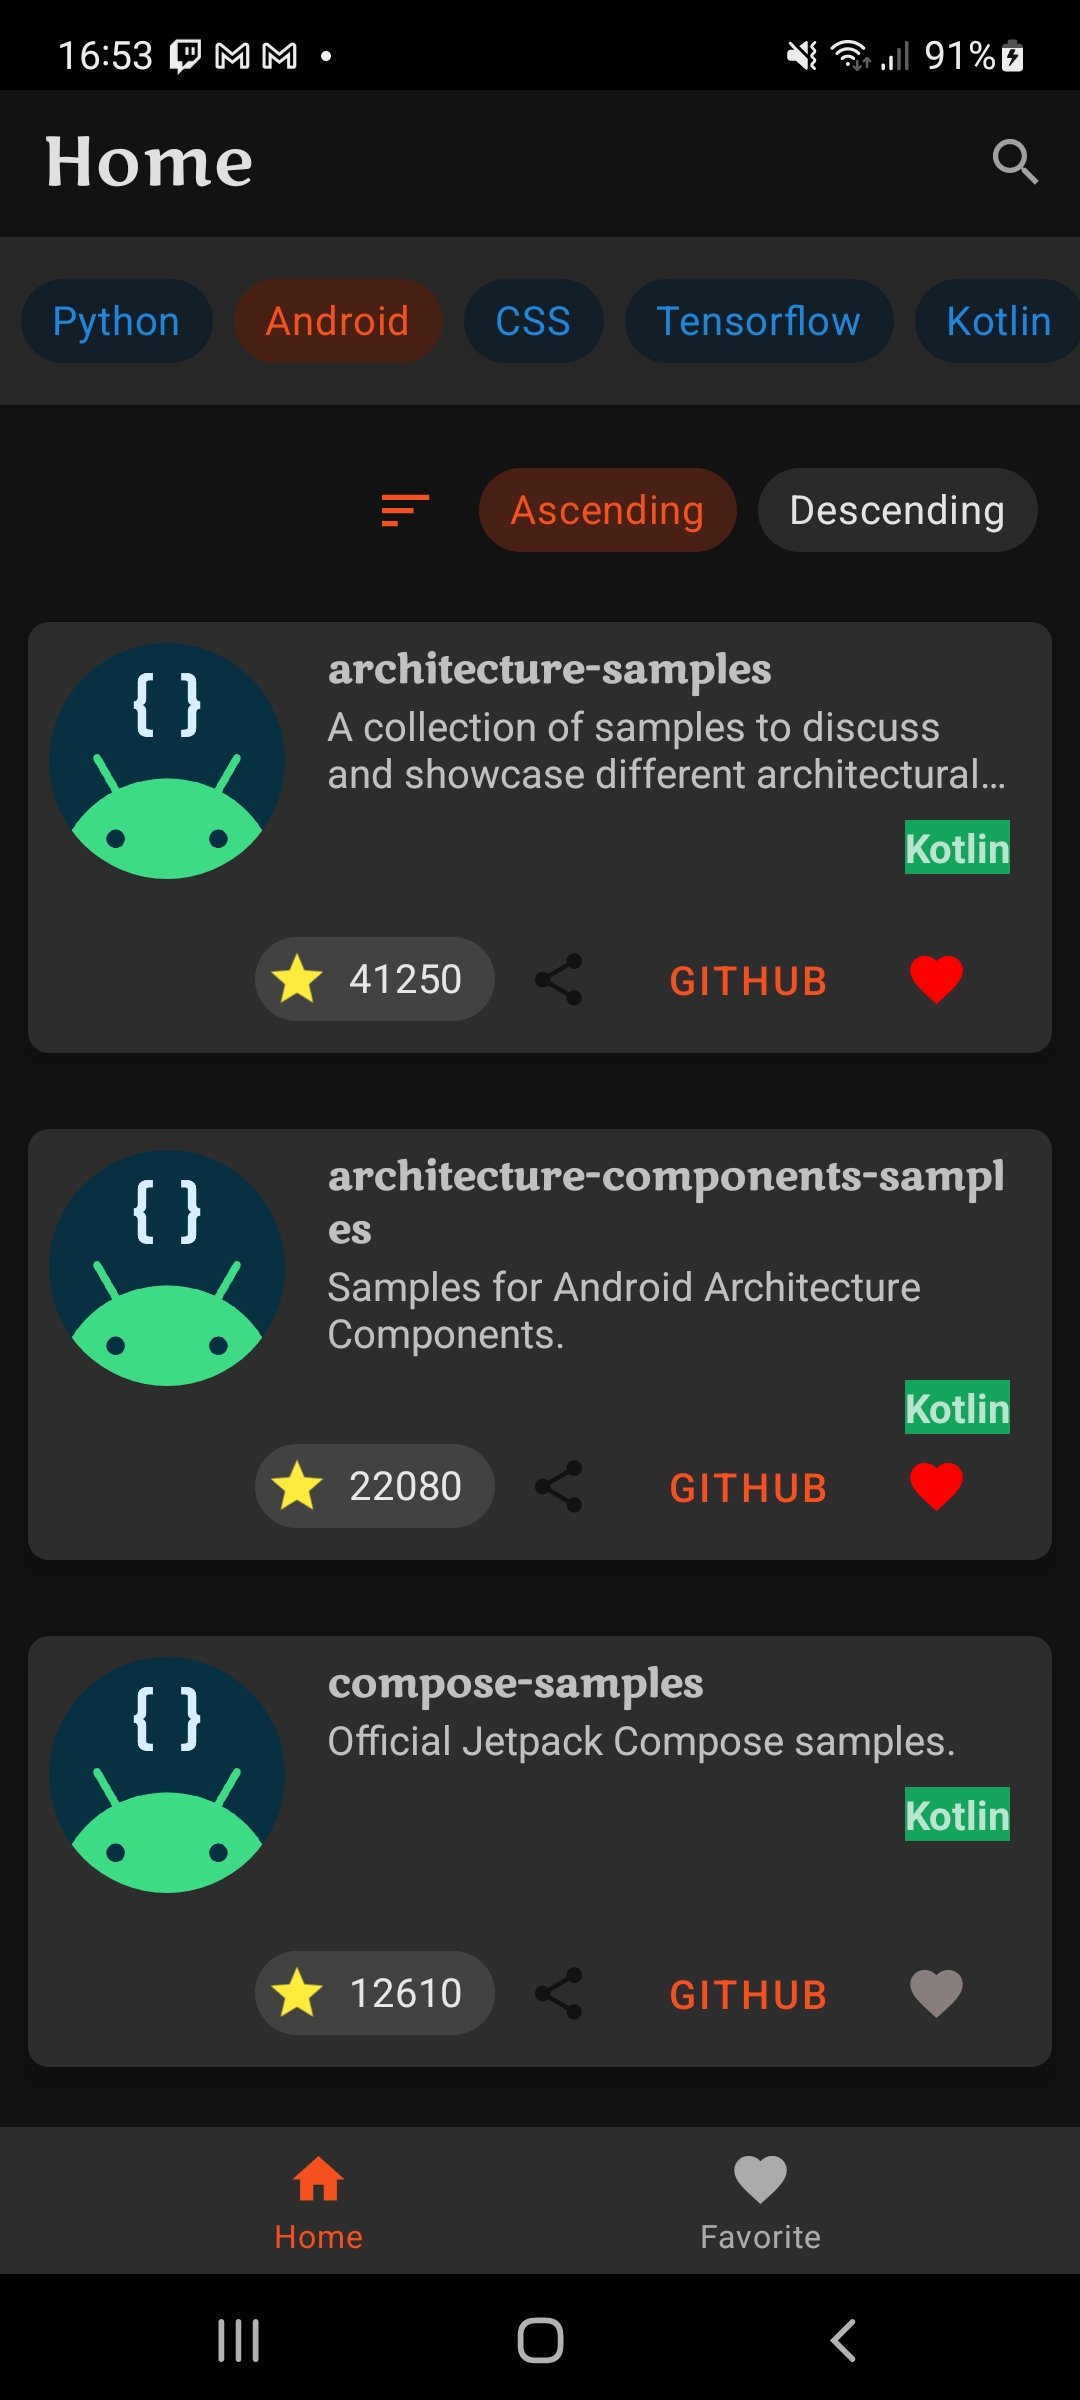 16:53
91%
Home
Python Android CSS Tensorflow Kotlin
Ascending Descending
{ }
architecture-samples
A collection of samples to discuss
and showcase different architectural...
Kotlin
41250 GITHUB
{ }
architecture-components-sampl
es
Samples for Android Architecture
Components.
Kotlin
22080 GITHUB
{ }
compose-samples
Official Jetpack Compose samples.
Kotlin
12610 GITHUB
Home Favorite